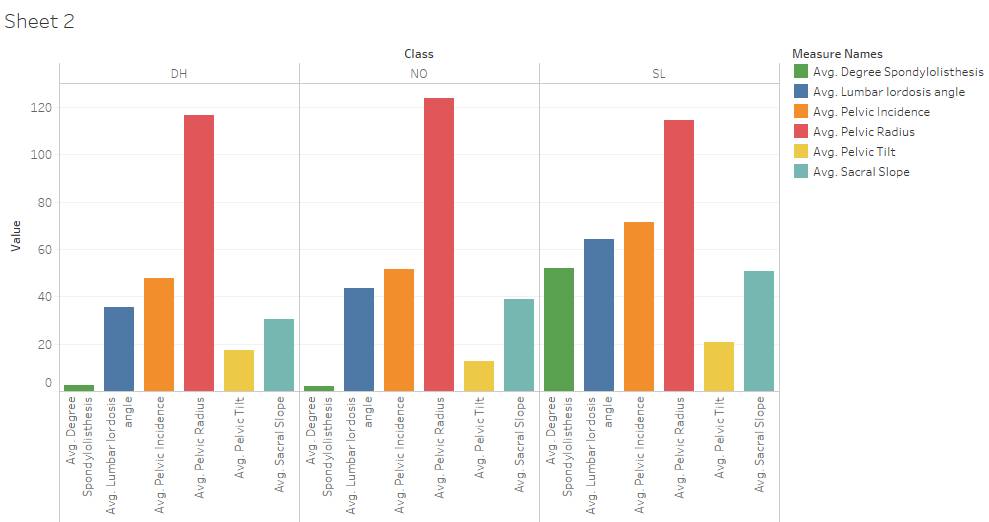 Sheet 2
Class
DH
NO
SL
Value
120
100
80
60
40
20
0
Avg. Degree
Spondylolisthesis
Avg. Lumbar lordosis
angle
Avg. Pelvic Incidence
Avg. Pelvic Radius
Avg. Pelvic Tilt
Avg. Sacral Slope
Avg. Degree
Spondylolisthesis
Avg. Lumbar lordosis
angle
Avg. Pelvic Incidence
Avg. Pelvic Radius
Avg. Pelvic Tilt
Avg. Sacral Slope
Avg. Degree
Spondylolisthesis
Avg. Lumbar lordosis
angle
Avg. Pelvic Incidence
Avg. Pelvic Radius
Avg. Pelvic Tilt
Avg. Sacral Slope
Measure Names
Avg. Degree Spondylolisthesis
Avg. Lumbar lordosis angle
Avg. Pelvic Incidence
Avg. Pelvic Radius
Avg. Pelvic Tilt
Avg. Sacral Slope